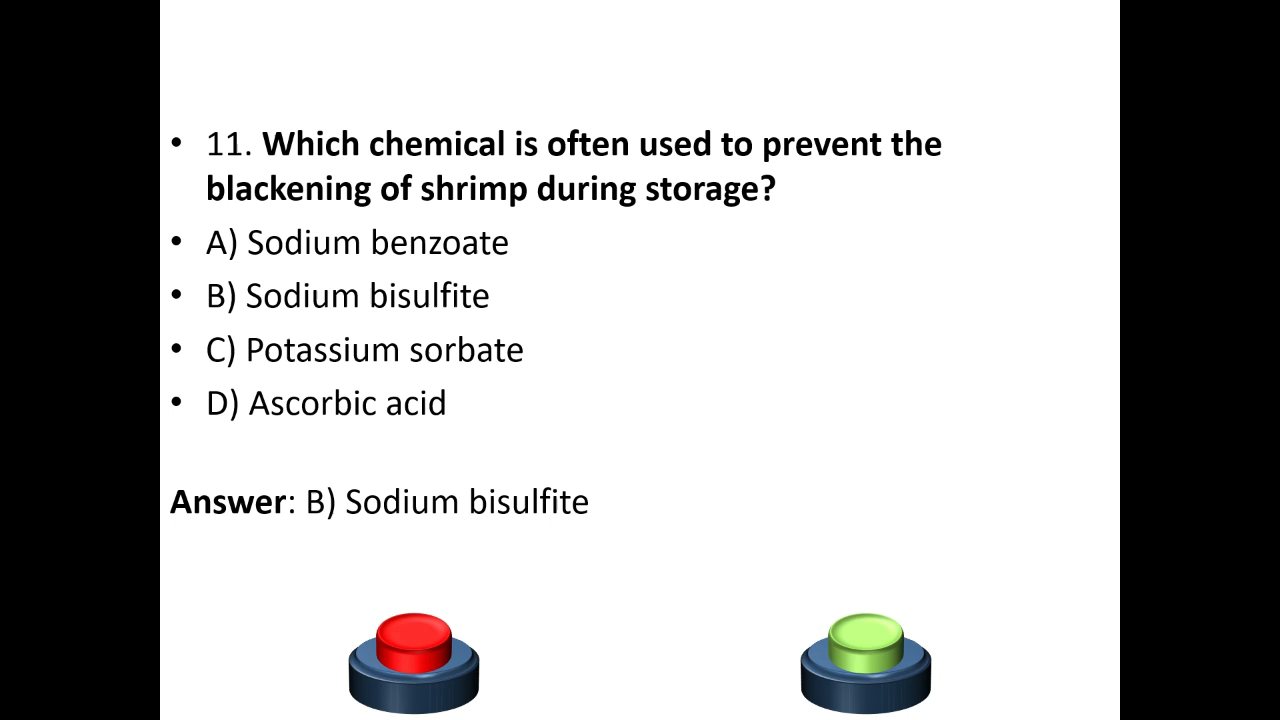 • 11. Which chemical is often used to prevent the
blackening of shrimp during storage?
• A) Sodium benzoate
• B) Sodium bisulfite
• C) Potassium sorbate
• D) Ascorbic acid
Answer: B) Sodium bisulfite